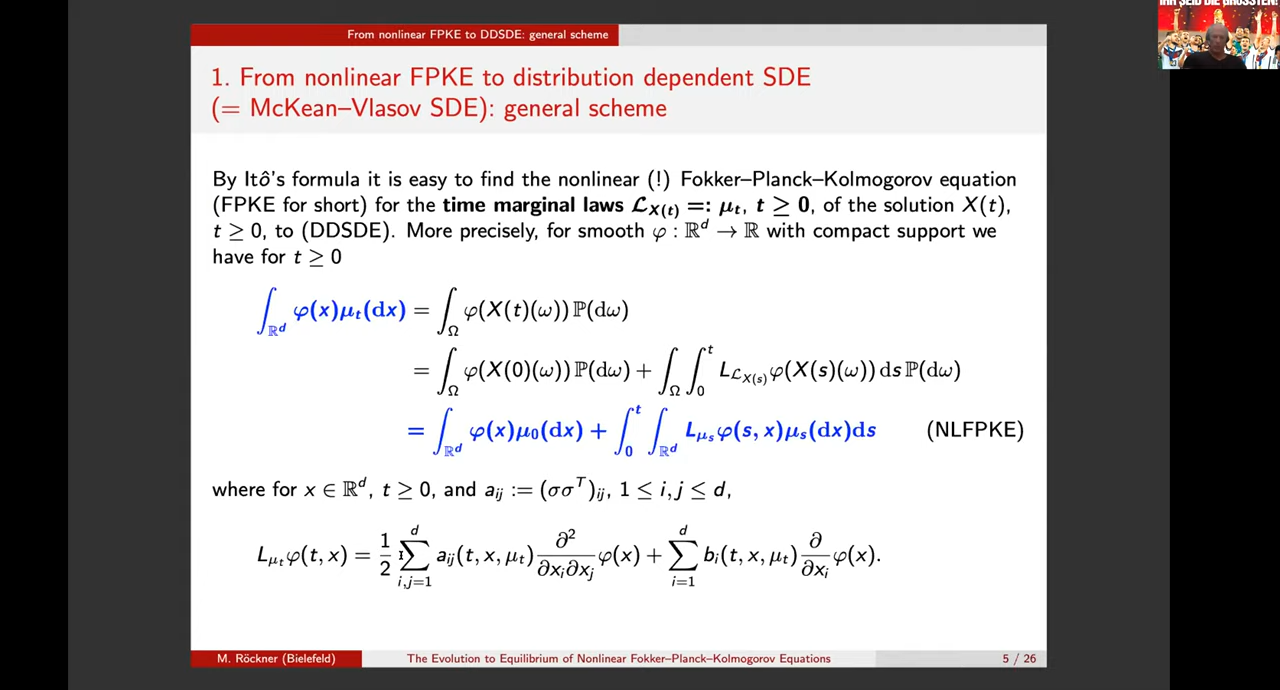 IHR SEID DIE GRÖSSTEN!
From nonlinear FPKE to DDSDE: general scheme
1. From nonlinear FPKE to distribution dependent SDE
(= McKean–Vlasov SDE): general scheme
By Itô's formula it is easy to find the nonlinear (!) Fokker–Planck–Kolmogorov equation
(FPKE for short) for the time marginal laws ℒ_{X(t)} =: μ_t, t ≥ 0, of the solution X(t),
t ≥ 0, to (DDSDE). More precisely, for smooth φ : ℝ^d → ℝ with compact support we
have for t ≥ 0
∫_{ℝ^d} φ(x)μ_t(dx) = ∫_Ω φ(X(t)(ω)) ℙ(dω)
= ∫_Ω φ(X(0)(ω)) ℙ(dω) + ∫_Ω ∫_0^t L_{ℒ_{X(s)}} φ(X(s)(ω)) ds ℙ(dω)
= ∫_{ℝ^d} φ(x)μ_0(dx) + ∫_0^t ∫_{ℝ^d} L_{μ_s}φ(s, x)μ_s(dx)ds (NLFPKE)
where for x ∈ ℝ^d, t ≥ 0, and a_{ij} := (σσ^T)_{ij}, 1 ≤ i,j ≤ d,
L_{μ_t}φ(t, x) = 1/2 ∑_{i,j=1}^d a_{ij}(t, x, μ_t) ∂²/∂x_i∂x_j φ(x) + ∑_{i=1}^d b_i(t, x, μ_t) ∂/∂x_i φ(x).
M. Röckner (Bielefeld) The Evolution to Equilibrium of Nonlinear Fokker–Planck–Kolmogorov Equations 5 / 26